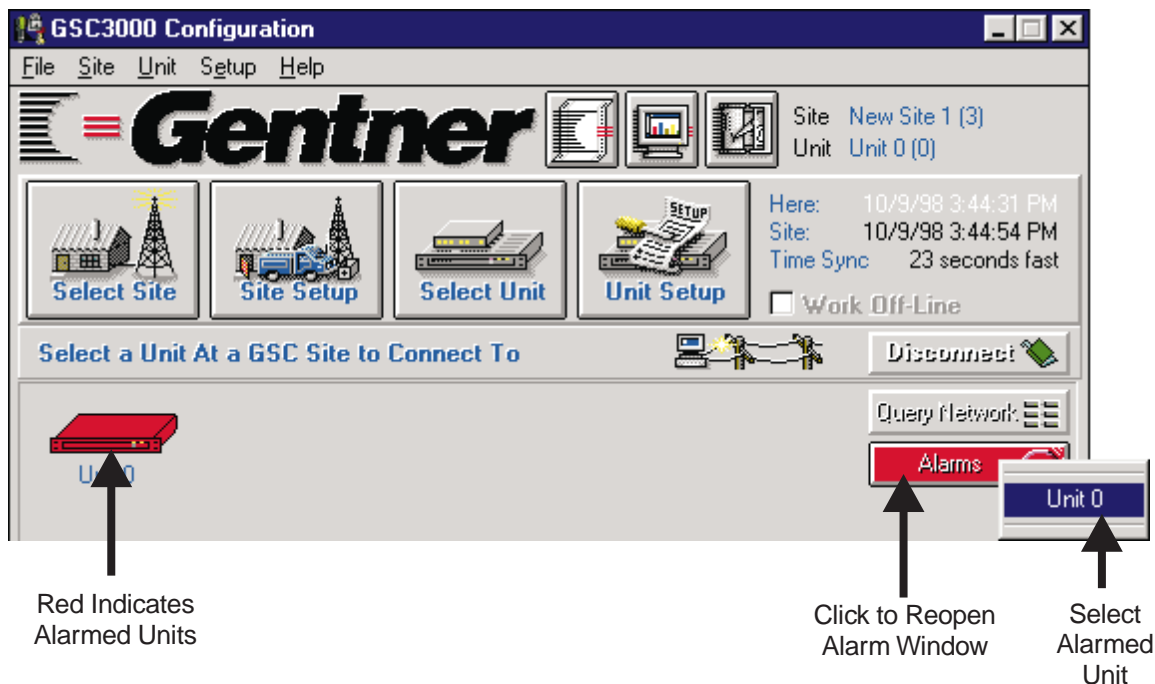 GSC3000 Configuration
File Site Unit Setup Help
Gentner
Site New Site 1 (3)
Unit Unit 0 (0)
Select Site
Site Setup
Select Unit
SETUP
Unit Setup
Here: 10/9/98 3:44:31 PM
Site: 10/9/98 3:44:54 PM
Time Sync 23 seconds fast
Work Off-Line
Select a Unit At a GSC Site to Connect To
Disconnect
Query Network
Alarms
Unit 0
Unit 0
Red Indicates
Alarmed Units
Click to Reopen
Alarm Window
Select
Alarmed
Unit